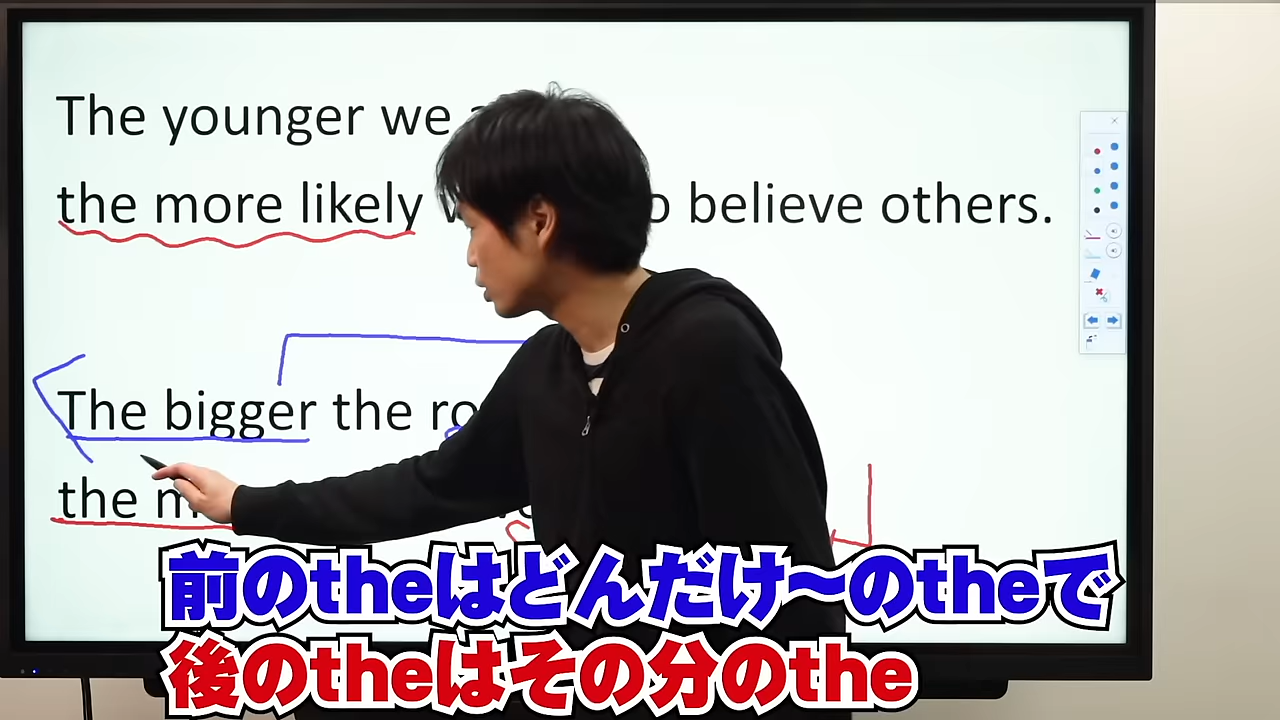 The younger we
the more likely believe others.
The bigger the
the
前のtheはどんだけ～のtheで
後のtheはその分のthe